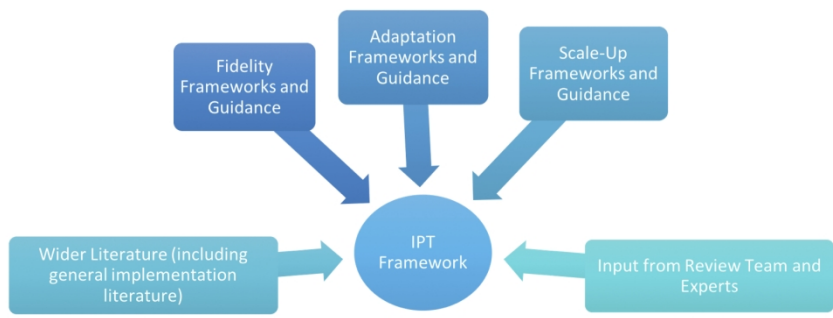 Fidelity
Frameworks and
Guidance
Adaptation
Frameworks and
Guidance
Scale-Up
Frameworks and
Guidance
Wider Literature (including
general implementation
literature)
IPT
Framework
Input from Review Team and
Experts